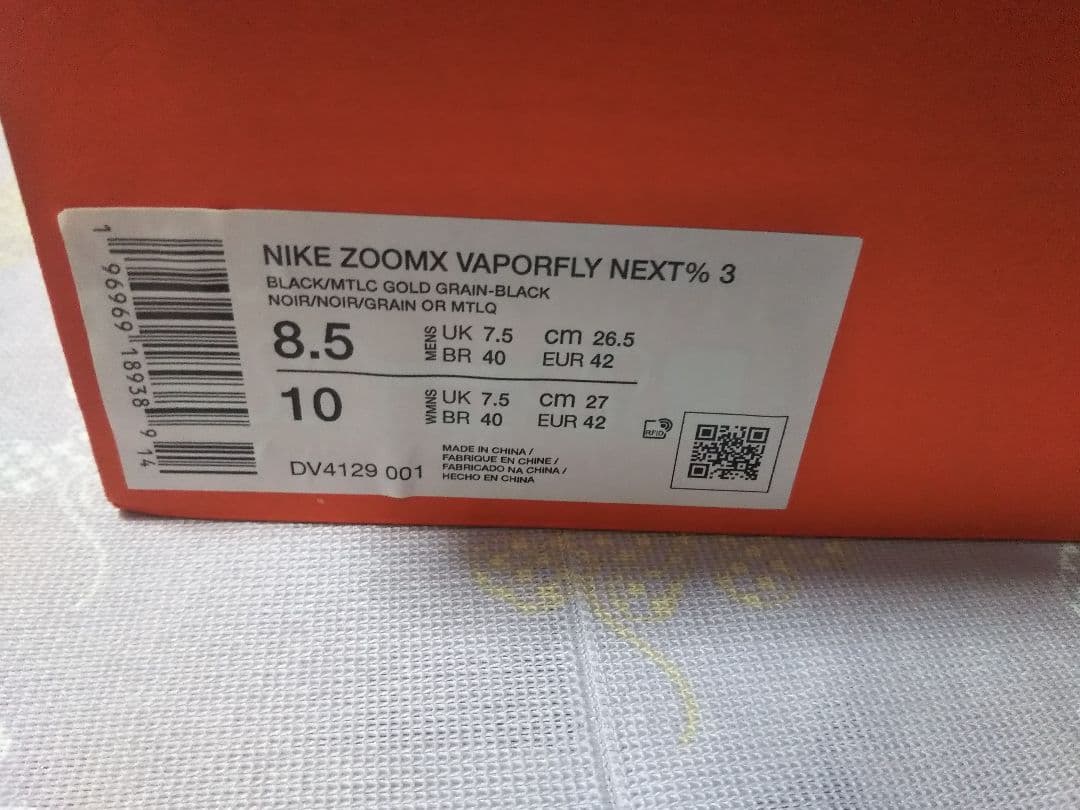 NIKE ZOOMX VAPORFLY NEXT% 3
BLACK/MTLC GOLD GRAIN-BLACK
NOIR/NOIR/GRAIN OR MTLQ
8.5 MENS UK 7.5 cm 26.5
BR 40 EUR 42
10 WMNS UK 7.5 cm 27
BR 40 EUR 42
DV4129 001
MADE IN CHINA /
FABRIQUE EN CHINE /
FABRICADO NA CHINA /
HECHO EN CHINA
RFID
1 96969 18938 9 14